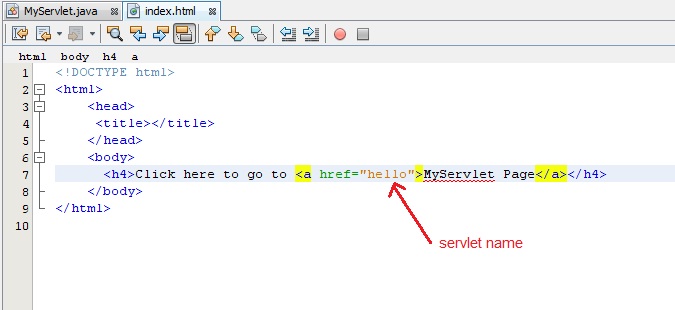 MyServlet.java index.html
html body h4 a
1 <!DOCTYPE html>
2 <html>
3 <head>
4 <title></title>
5 </head>
6 <body>
7 <h4>Click here to go to <a href="hello">MyServlet Page</a></h4>
8 </body>
9 </html>
10
servlet name